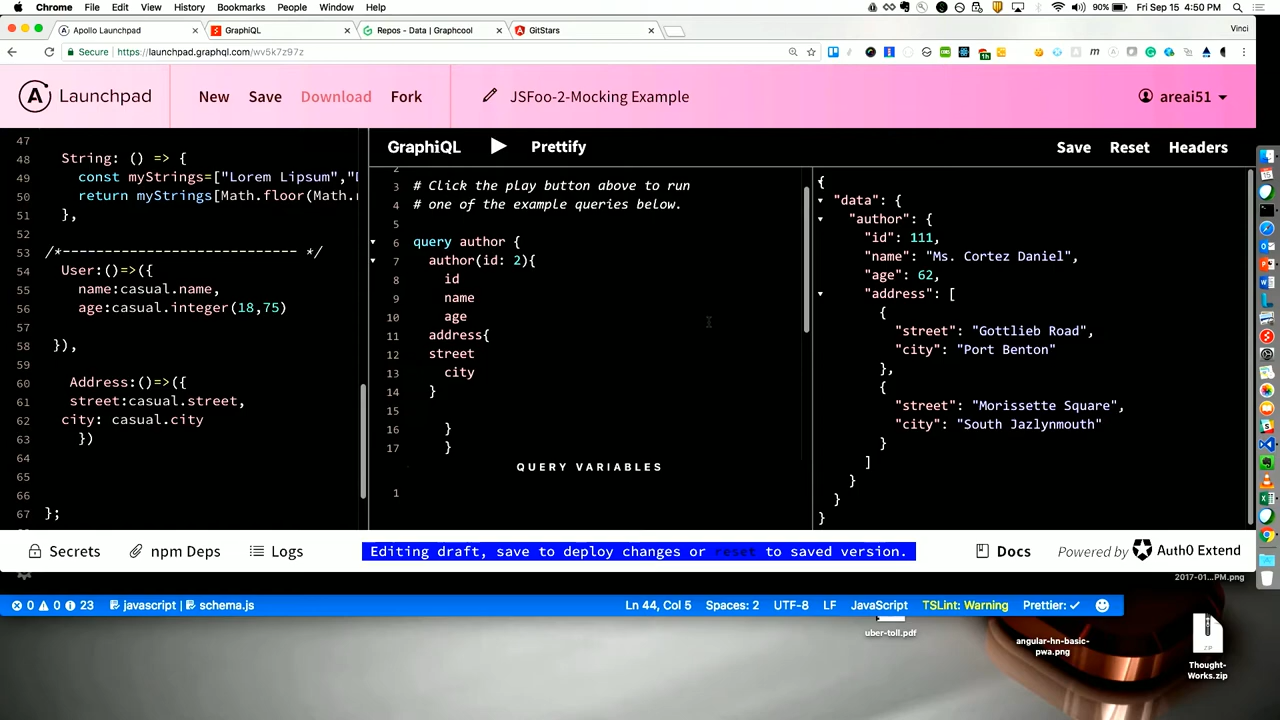 Chrome File Edit View History Bookmarks People Window Help 90% Fri Sep 15 4:50 PM
Apollo Launchpad GraphiQL Repos - Data | Graphcool GitStars Vinci
Secure https://launchpad.graphql.com/wv5k7z97z
Launchpad New Save Download Fork JSFoo-2-Mocking Example areai51
GraphiQL Prettify Save Reset Headers
47
48 String: () => {
49 const myStrings=["Lorem Lipsum","D
50 return myStrings[Math.floor(Math.r
51 },
52
53 /*---------------------------- */
54 User:()=>({
55 name:casual.name,
56 age:casual.integer(18,75)
57
58 }),
59
60 Address:()=>({
61 street:casual.street,
62 city: casual.city
63 })
64
65
66
67 };
2
3 # Click the play button above to run
4 # one of the example queries below.
5
6 query author {
7 author(id: 2){
8 id
9 name
10 age
11 address{
12 street
13 city
14 }
15
16 }
17 }
QUERY VARIABLES
1
{
"data": {
"author": {
"id": 111,
"name": "Ms. Cortez Daniel",
"age": 62,
"address": [
{
"street": "Gottlieb Road",
"city": "Port Benton"
},
{
"street": "Morissette Square",
"city": "South Jazlynmouth"
}
]
}
}
}
Secrets npm Deps Logs Editing draft, save to deploy changes or reset to saved version. Docs Powered by Auth0 Extend
2017-01...PM.png
0 0 23 javascript | schema.js Ln 44, Col 5 Spaces: 2 UTF-8 LF JavaScript TSLint: Warning Prettier: ✓
uber-toll.pdf
angular-hn-basic-
pwa.png
ZIP
Thought-
Works.zip